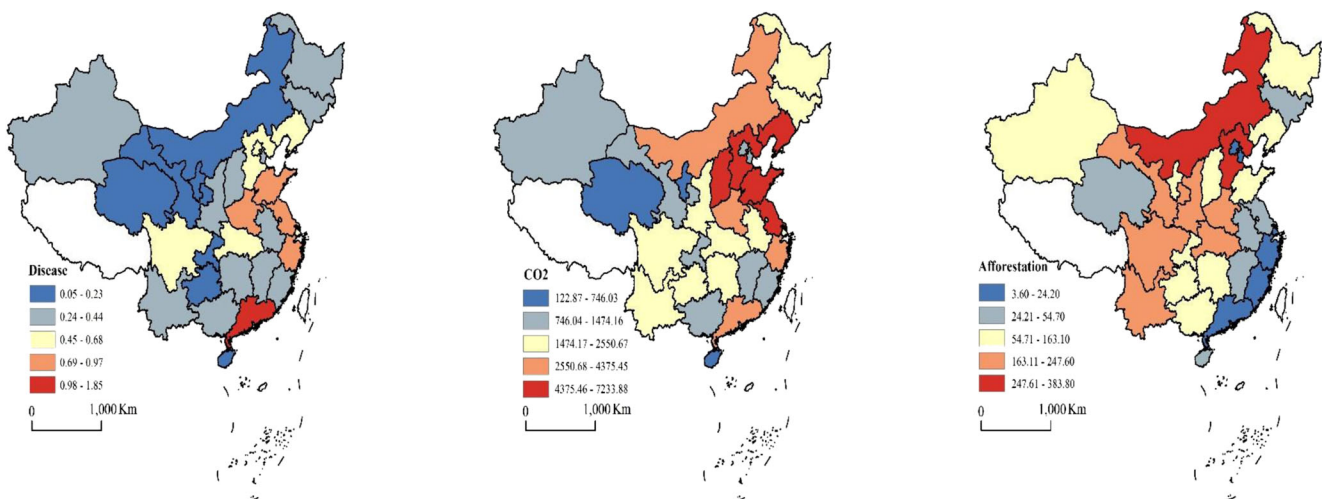 Disease
0.05 - 0.23
0.24 - 0.44
0.45 - 0.68
0.69 - 0.97
0.98 - 1.85
0 1,000 Km
CO2
122.87 - 746.03
746.04 - 1474.16
1474.17 - 2550.67
2550.68 - 4375.45
4375.46 - 7233.88
0 1,000 Km
Afforestation
3.60 - 24.20
24.21 - 54.70
54.71 - 163.10
163.11 - 247.60
247.61 - 383.80
0 1,000 Km